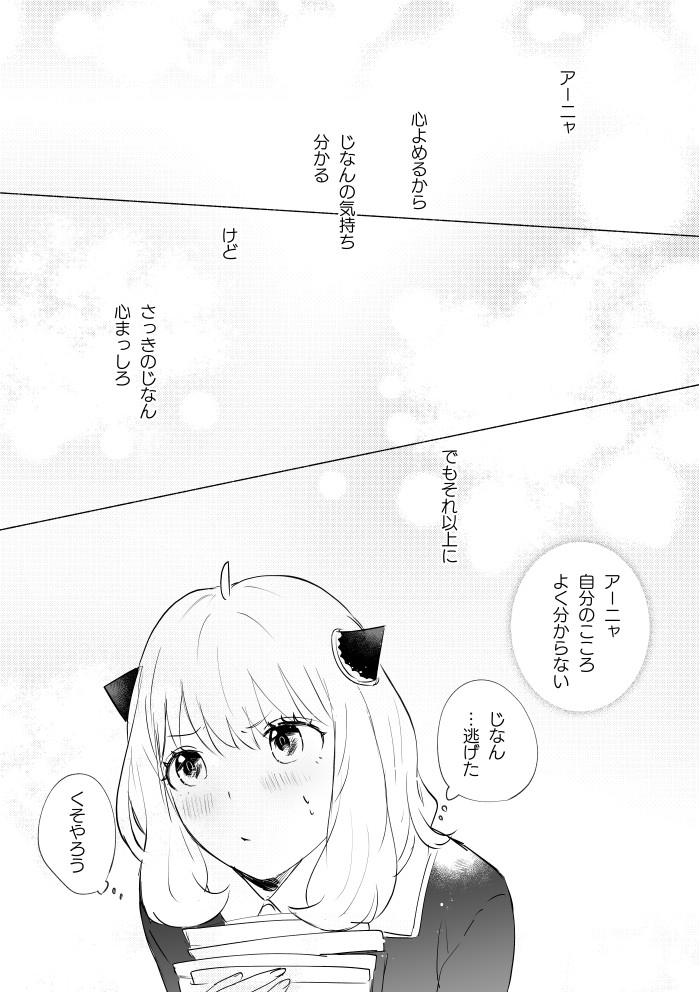 アーニャ
心よめるから
じなんの気持ち
分かる
けど
さっきのじなん
心まっしろ
でもそれ以上に
アーニャ
自分のこころ
よく分からない
じなん
…逃げた
くそやろう